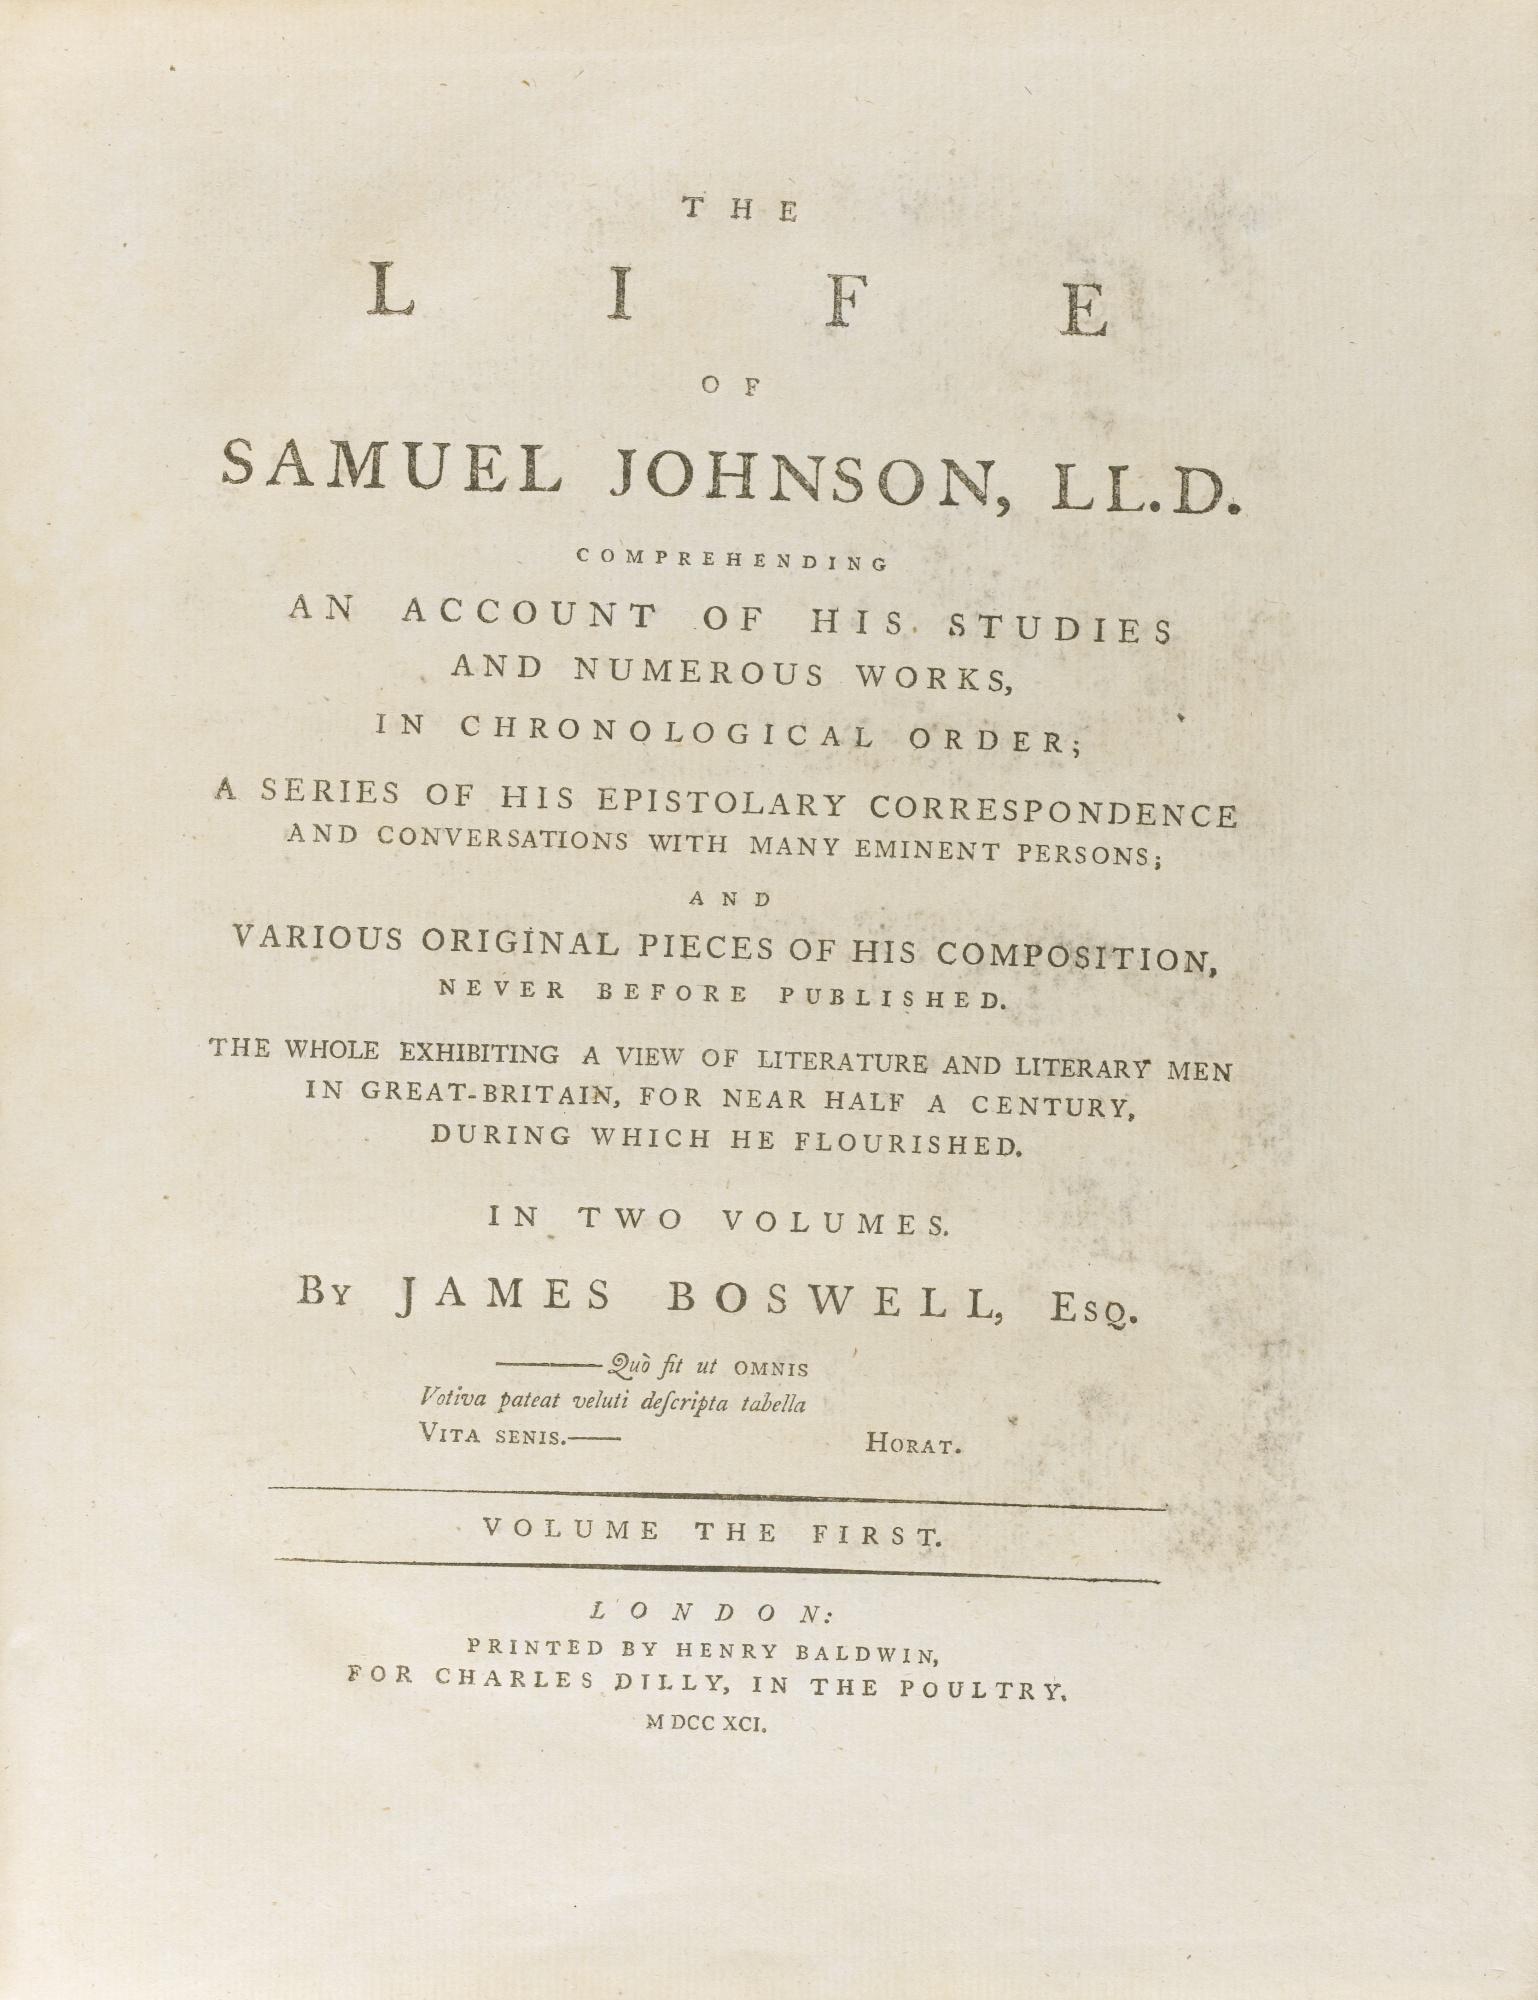 THE
LIFE
OF
SAMUEL JOHNSON, LL.D.
COMPREHENDING
AN ACCOUNT OF HIS STUDIES
AND NUMEROUS WORKS,
IN CHRONOLOGICAL ORDER;
A SERIES OF HIS EPISTOLARY CORRESPONDENCE
AND CONVERSATIONS WITH MANY EMINENT PERSONS;
AND
VARIOUS ORIGINAL PIECES OF HIS COMPOSITION,
NEVER BEFORE PUBLISHED.
THE WHOLE EXHIBITING A VIEW OF LITERATURE AND LITERARY MEN
IN GREAT-BRITAIN, FOR NEAR HALF A CENTURY,
DURING WHICH HE FLOURISHED.
IN TWO VOLUMES.
By JAMES BOSWELL, Esq.
——Quò fit ut OMNIS
Votiva pateat veluti deſcripta tabella
VITA SENIS.— HORAT.
VOLUME THE FIRST.
LONDON:
PRINTED BY HENRY BALDWIN,
FOR CHARLES DILLY, IN THE POULTRY.
M DCC XCI.